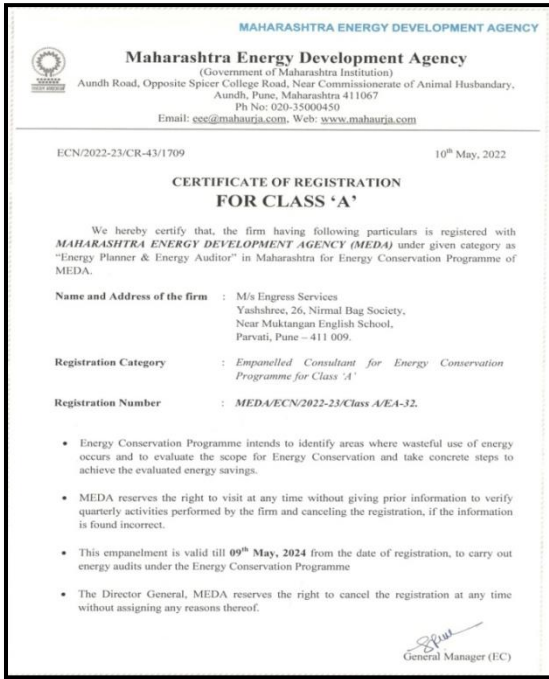 MAHARASHTRA ENERGY DEVELOPMENT AGENCY
Maharashtra Energy Development Agency
(Government of Maharashtra Institution)
Aundh Road, Opposite Spicer College Road, Near Commissionerate of Animal Husbandary,
Aundh, Pune, Maharashtra 411067
Ph No: 020-35000450
Email: eee@mahaurja.com, Web: www.mahaurja.com
ECN/2022-23/CR-43/1709 10th May, 2022
CERTIFICATE OF REGISTRATION
FOR CLASS ‘A’
We hereby certify that, the firm having following particulars is registered with
MAHARASHTRA ENERGY DEVELOPMENT AGENCY (MEDA) under given category as
“Energy Planner & Energy Auditor” in Maharashtra for Energy Conservation Programme of
MEDA.
Name and Address of the firm : M/s Engress Services
Yashshree, 26, Nirmal Bag Society,
Near Muktangan English School,
Parvati, Pune – 411 009.
Registration Category : Empanelled Consultant for Energy Conservation
Programme for Class ‘A’
Registration Number : MEDA/ECN/2022-23/Class A/EA-32.
• Energy Conservation Programme intends to identify areas where wasteful use of energy
occurs and to evaluate the scope for Energy Conservation and take concrete steps to
achieve the evaluated energy savings.
• MEDA reserves the right to visit at any time without giving prior information to verify
quarterly activities performed by the firm and canceling the registration, if the information
is found incorrect.
• This empanelment is valid till 09th May, 2024 from the date of registration, to carry out
energy audits under the Energy Conservation Programme
• The Director General, MEDA reserves the right to cancel the registration at any time
without assigning any reasons thereof.
General Manager (EC)